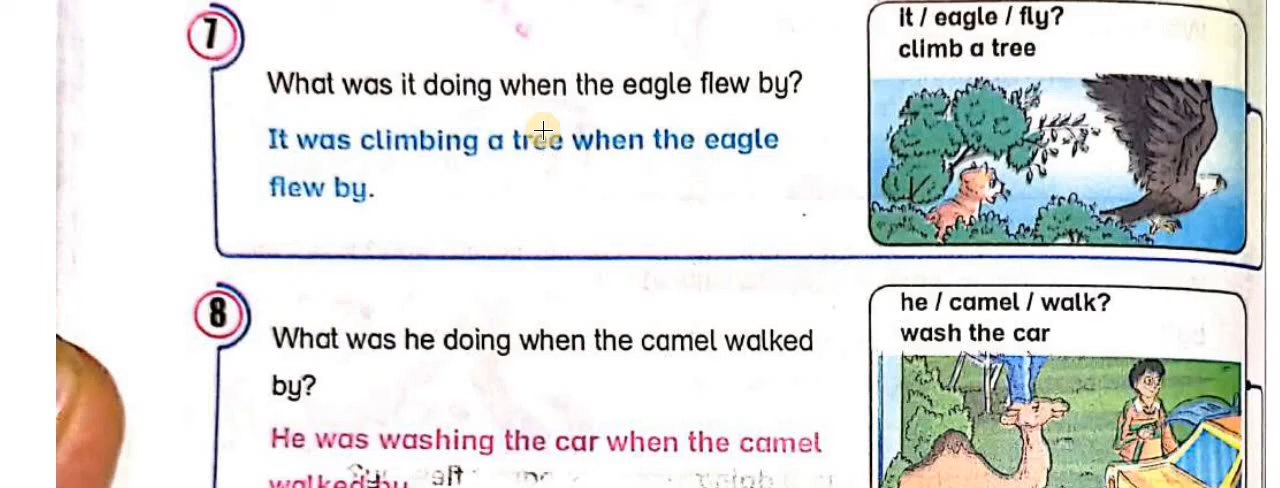 7
It / eagle / fly?
climb a tree
What was it doing when the eagle flew by?
It was climbing a tree when the eagle
flew by.
8
he / camel / walk?
wash the car
What was he doing when the camel walked
by?
He was washing the car when the camel
walked by